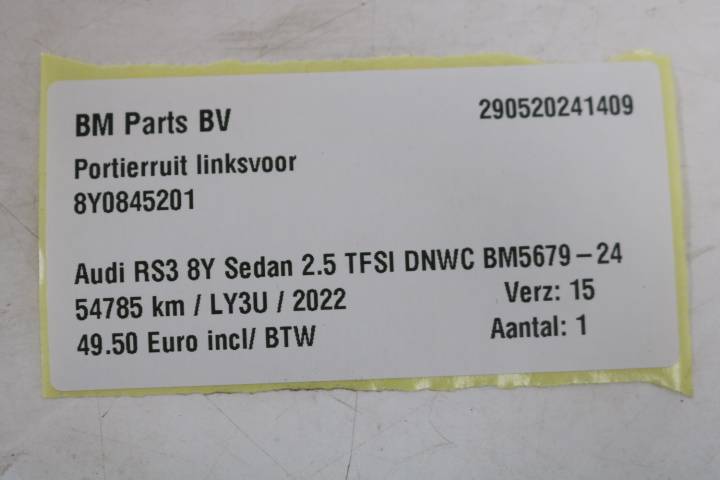 BM Parts BV 290520241409
Portierruit linksvoor
8Y0845201
Audi RS3 8Y Sedan 2.5 TFSI DNWC BM5679-24
54785 km / LY3U / 2022 Verz: 15
49.50 Euro incl/ BTW Aantal: 1